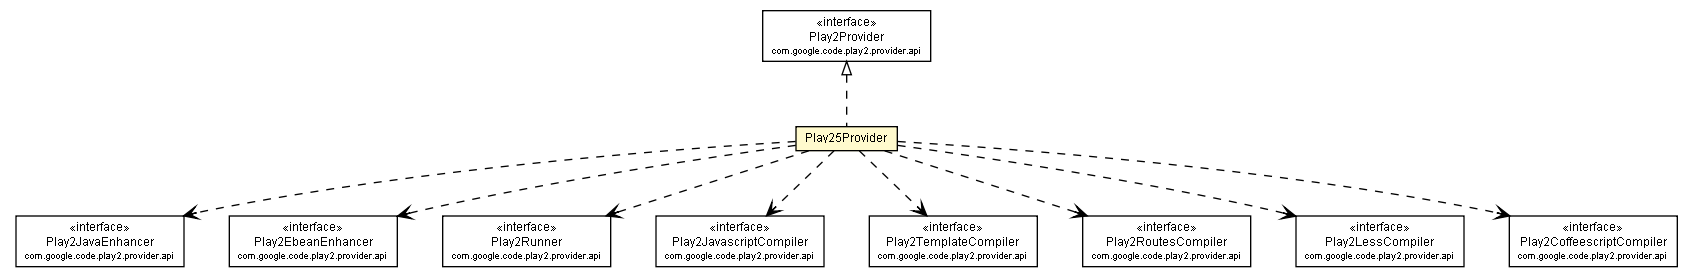 «interface»
Play2Provider
com.google.code.play2.provider.api
Play25Provider
«interface»
Play2JavaEnhancer
com.google.code.play2.provider.api
«interface»
Play2EbeanEnhancer
com.google.code.play2.provider.api
«interface»
Play2Runner
com.google.code.play2.provider.api
«interface»
Play2JavascriptCompiler
com.google.code.play2.provider.api
«interface»
Play2TemplateCompiler
com.google.code.play2.provider.api
«interface»
Play2RoutesCompiler
com.google.code.play2.provider.api
«interface»
Play2LessCompiler
com.google.code.play2.provider.api
«interface»
Play2CoffeescriptCompiler
com.google.code.play2.provider.api